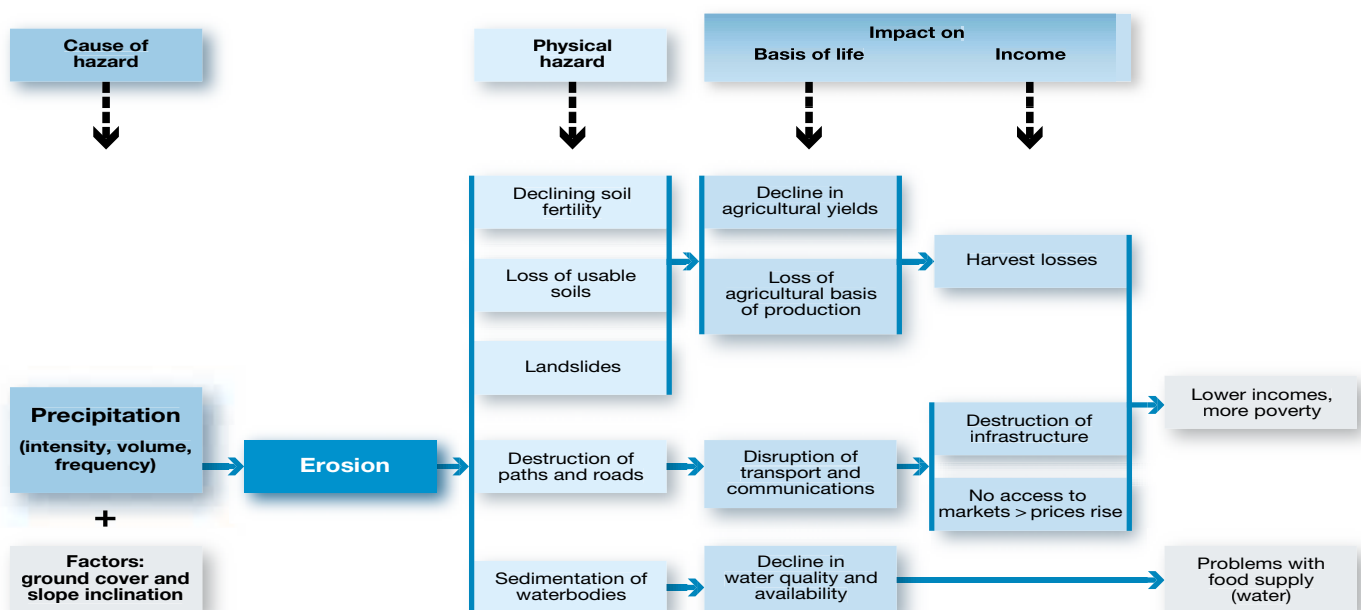 Cause of
hazard
Physical
hazard
Impact on
Basis of life
Income
Declining soil
fertility
Decline in
agricultural yields
Loss of usable
soils
Loss of
agricultural basis
of production
Harvest losses
Landslides
Precipitation
(intensity, volume,
frequency)
Erosion
Destruction of
paths and roads
Disruption of
transport and
communications
Destruction of
infrastructure
No access to
markets > prices rise
Lower incomes,
more poverty
+
Factors:
ground cover and
slope inclination
Sedimentation of
waterbodies
Decline in
water quality and
availability
Problems with
food supply
(water)